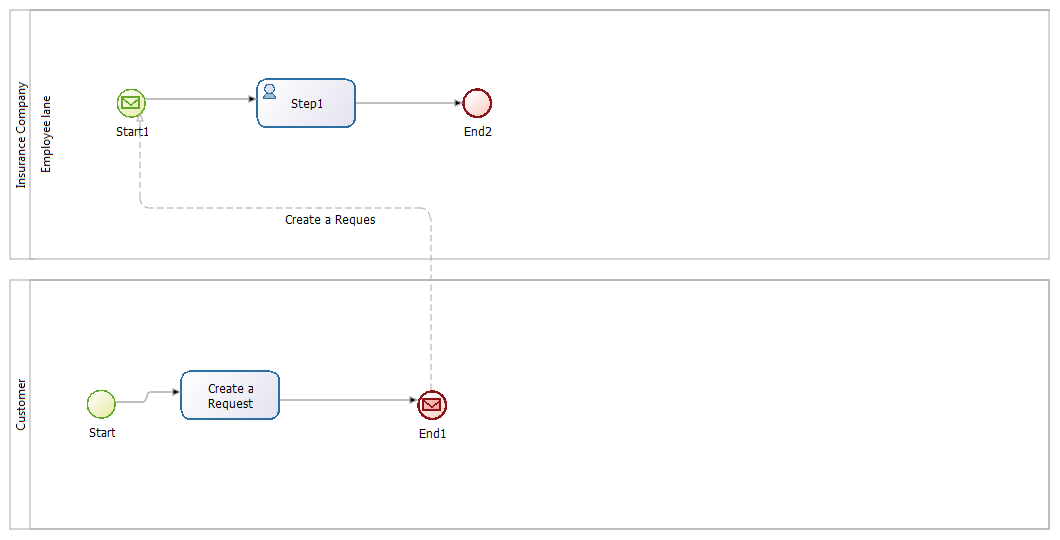 Insurance Company
Employee lane
Start1
Step1
End2
Create a Reques
Customer
Start
Create a
Request
End1